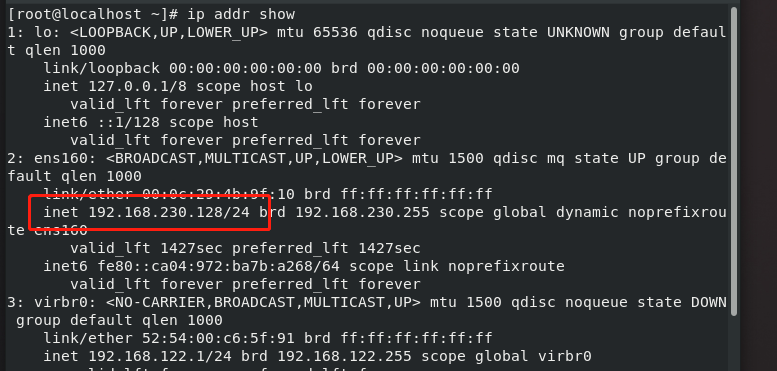 [root@localhost ~]# ip addr show
1: lo: <LOOPBACK,UP,LOWER_UP> mtu 65536 qdisc noqueue state UNKNOWN group defaul
t qlen 1000
link/loopback 00:00:00:00:00:00 brd 00:00:00:00:00:00
inet 127.0.0.1/8 scope host lo
valid_lft forever preferred_lft forever
inet6 ::1/128 scope host
valid_lft forever preferred_lft forever
2: ens160: <BROADCAST,MULTICAST,UP,LOWER_UP> mtu 1500 qdisc mq state UP group de
fault qlen 1000
link/ether 00:0c:29:4b:9f:10 brd ff:ff:ff:ff:ff:ff
inet 192.168.230.128/24 brd 192.168.230.255 scope global dynamic noprefixrou
te ens160
valid_lft 1427sec preferred_lft 1427sec
inet6 fe80::ca04:972:ba7b:a268/64 scope link noprefixroute
valid_lft forever preferred_lft forever
3: virbr0: <NO-CARRIER,BROADCAST,MULTICAST,UP> mtu 1500 qdisc noqueue state DOWN
group default qlen 1000
link/ether 52:54:00:c6:5f:91 brd ff:ff:ff:ff:ff:ff
inet 192.168.122.1/24 brd 192.168.122.255 scope global virbr0